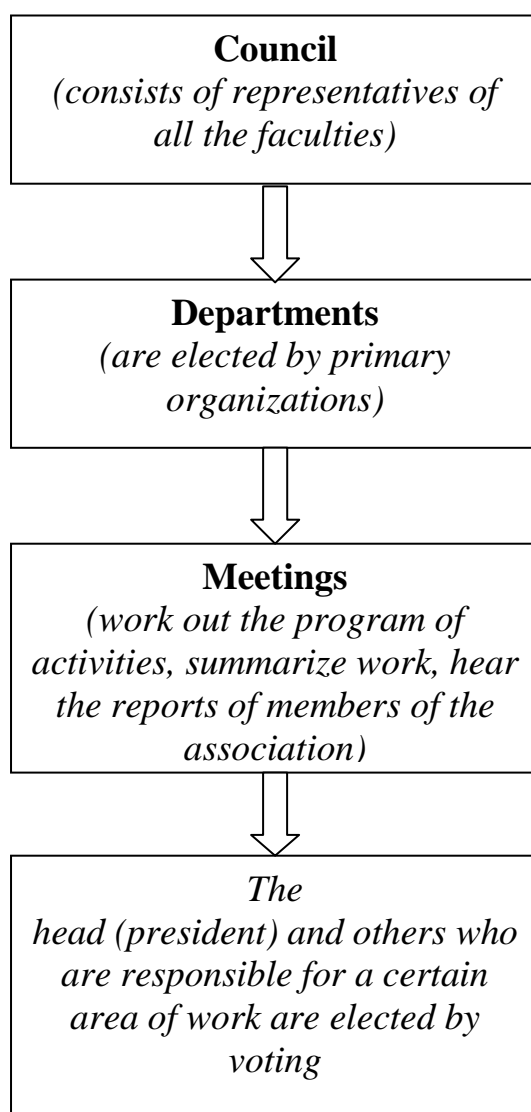 Council
(consists of representatives of
all the faculties)
Departments
(are elected by primary
organizations)
Meetings
(work out the program of
activities, summarize work, hear
the reports of members of the
association)
The
head (president) and others who
are responsible for a certain
area of work are elected by
voting